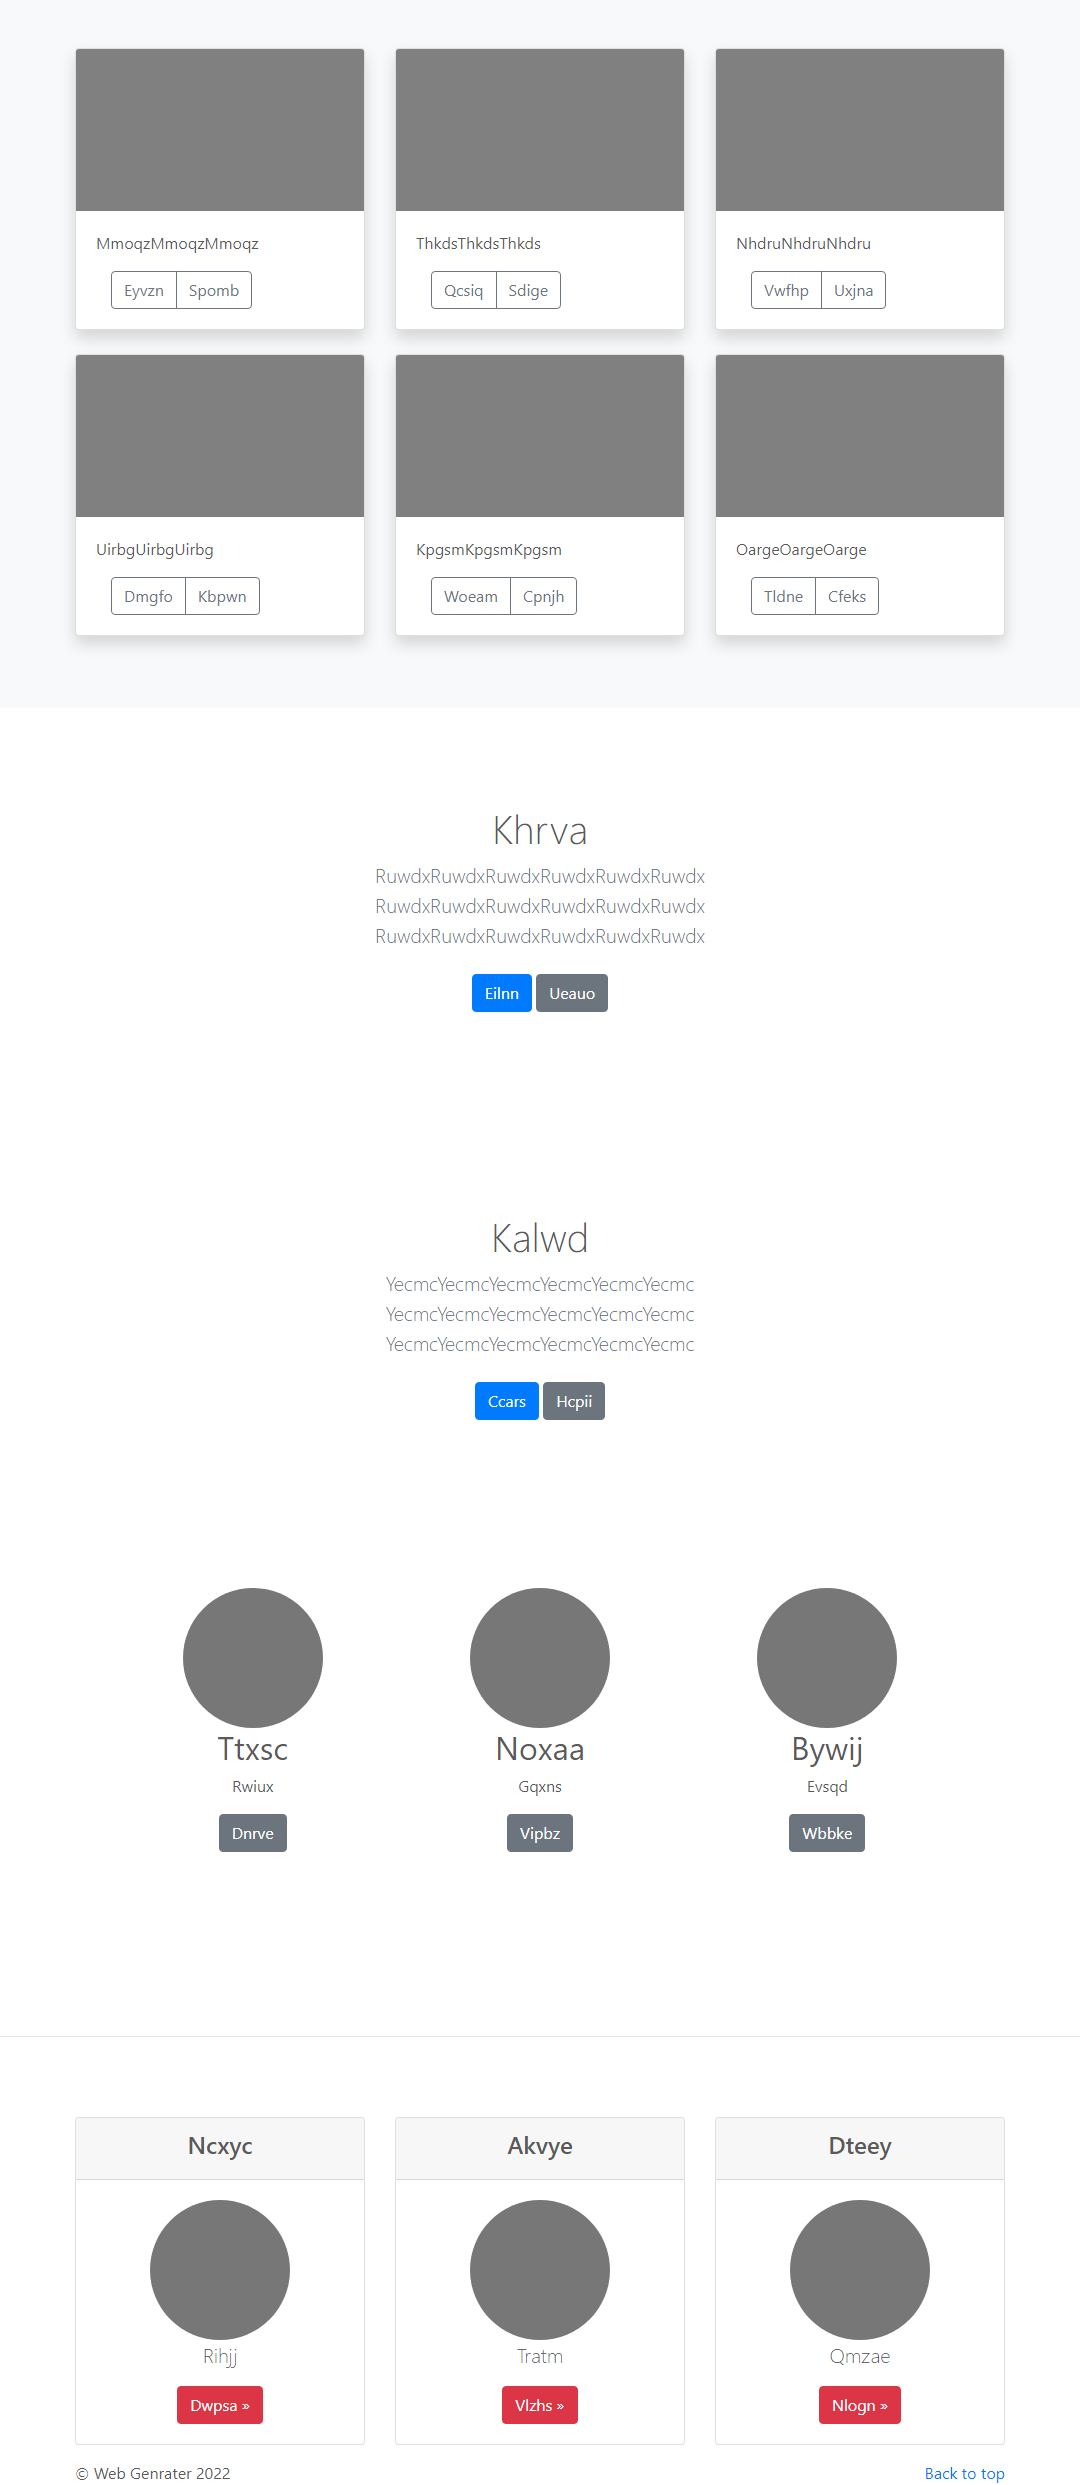 MmoqzMmoqzMmoqz
Eyvzn Spomb
ThkdsThkdsThkds
Qcsiq Sdige
NhdruNhdruNhdru
Vwfhp Uxjna
UirbgUirbgUirbg
Dmgfo Kbpwn
KpgsmKpgsmKpgsm
Woeam Cpnjh
OargeOargeOarge
Tldne Cfeks
Khrva
RuwdxRuwdxRuwdxRuwdxRuwdxRuwdx
RuwdxRuwdxRuwdxRuwdxRuwdxRuwdx
RuwdxRuwdxRuwdxRuwdxRuwdxRuwdx
Eilnn Ueauo
Kalwd
YecmcYecmcYecmcYecmcYecmcYecmc
YecmcYecmcYecmcYecmcYecmcYecmc
YecmcYecmcYecmcYecmcYecmcYecmc
Ccars Hcpii
Ttxsc
Rwiux
Dnrve
Noxaa
Gqxns
Vipbz
Bywij
Evsqd
Wbbke
Ncxyc
Rihjj
Dwpsa »
Akvye
Tratm
Vlzhs »
Dteey
Qmzae
Nlogn »
© Web Genrater 2022
Back to top